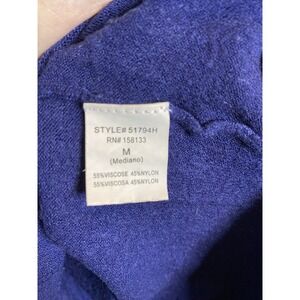 STYLE# 51794H
RN# 158133
M
(Mediano)
55%VISCOSE 45%NYLON
55%VISCOSA 45%NYLON